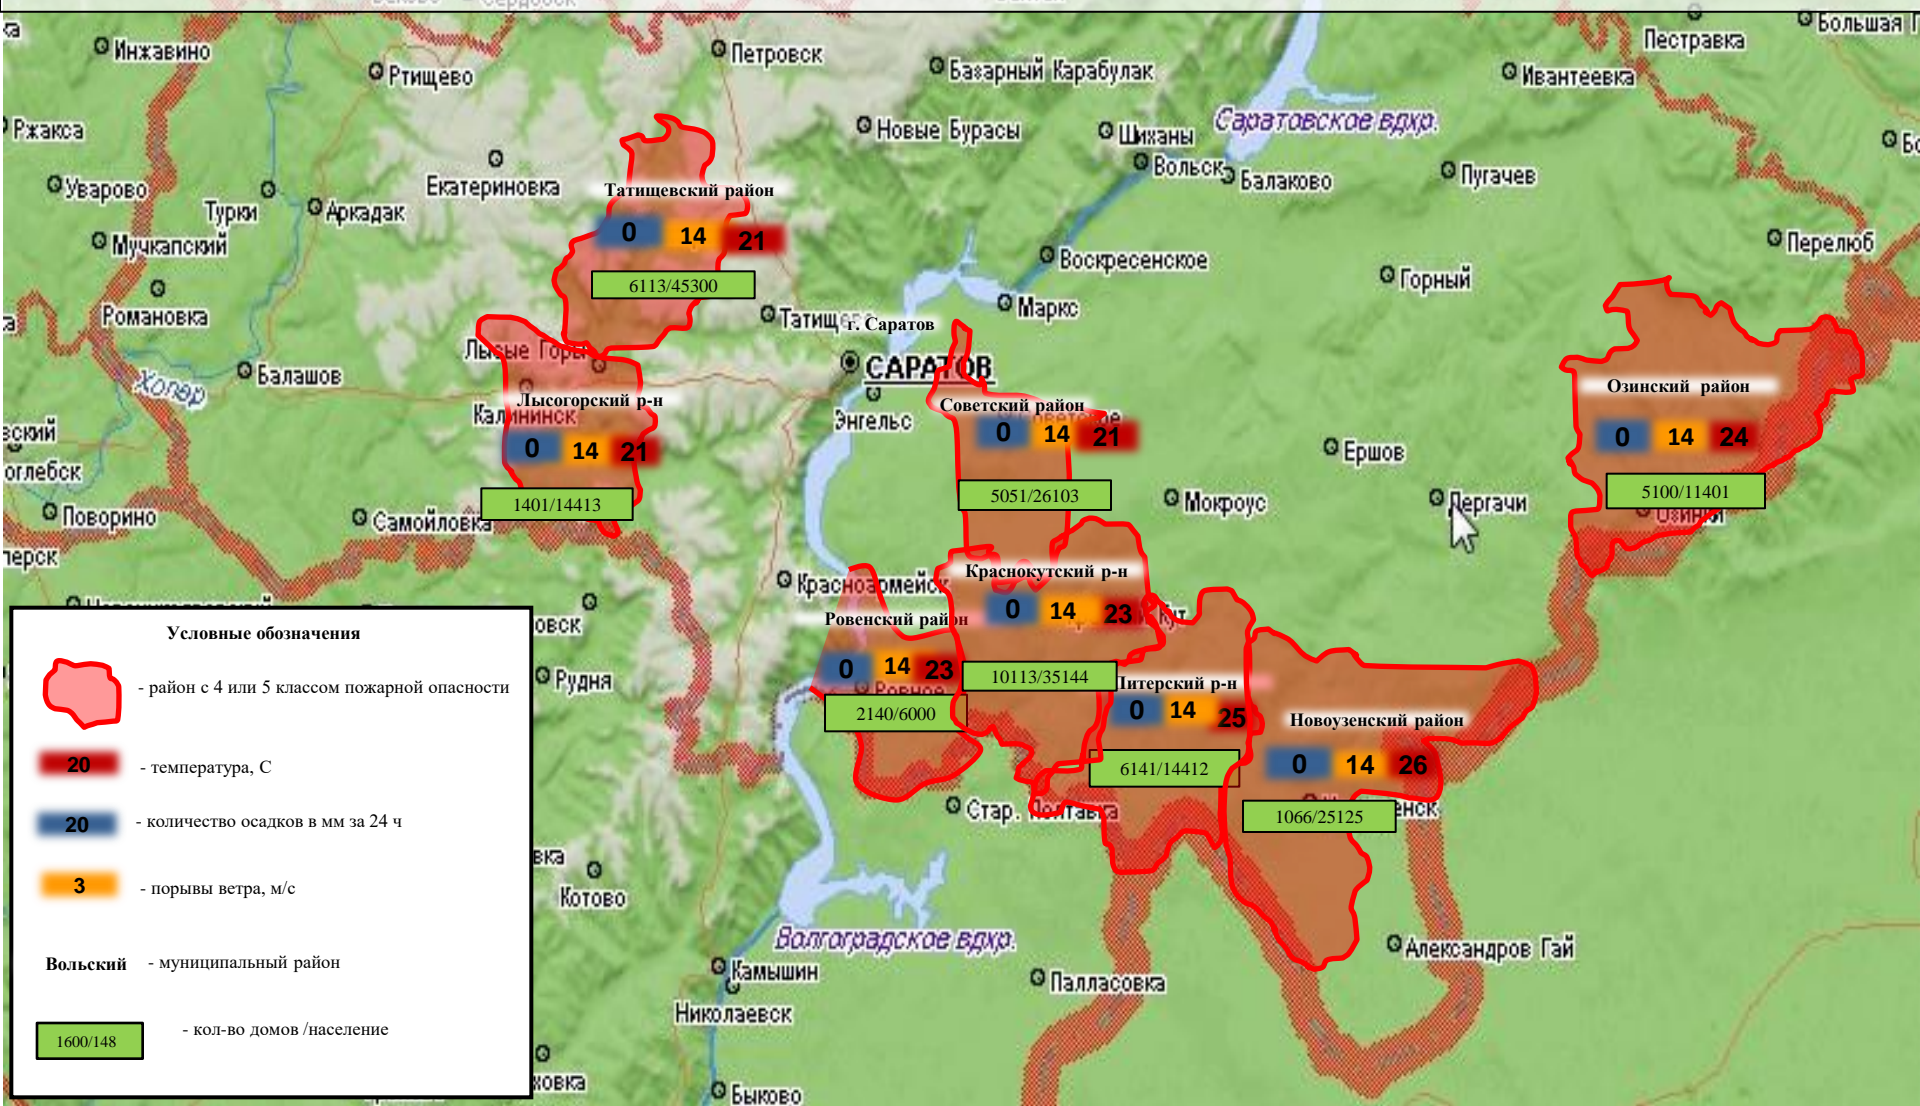 Инжавино
Ртищево
Петровск
Базарный Карабулак
Ивантеевка
Пестравка
Большая
Ржакса
Новые Бурасы
Шиханы
Саратовское вдхр.
Уварово
Турки
Аркадак
Екатериновка
Вольск
Балаково
Пугачев
Татищевский район
0 14 21
6113/45300
Мучкапский
Воскресенское
Горный
Перелюб
Романовка
Маркс
г. Саратов
САРАТОВ
Энгельс
Хопер
Балашов
Лысые Горы
Калининск
Лысогорский р-н
0 14 21
1401/14413
Советский район
0 14 21
5051/26103
Озинский район
0 14 24
5100/11401
Озинки
Ершов
Дергачи
Мокроус
Поворино
Самойловка
Красноармейск
Краснокутский р-н
0 14 23
10113/35144
Ровенский район
0 14 23
Ровное
2140/6000
Питерский р-н
0 14 25
6141/14412
Новоузенский район
0 14 26
1066/25125
Рудня
Стар. Полтавка
Котово
Волгоградское вдхр.
Камышин
Николаевск
Палласовка
Александров Гай
Быково
Условные обозначения
- район с 4 или 5 классом пожарной опасности
20 - температура, С
20 - количество осадков в мм за 24 ч
3 - порывы ветра, м/с
Вольский - муниципальный район
1600/148 - кол-во домов /население